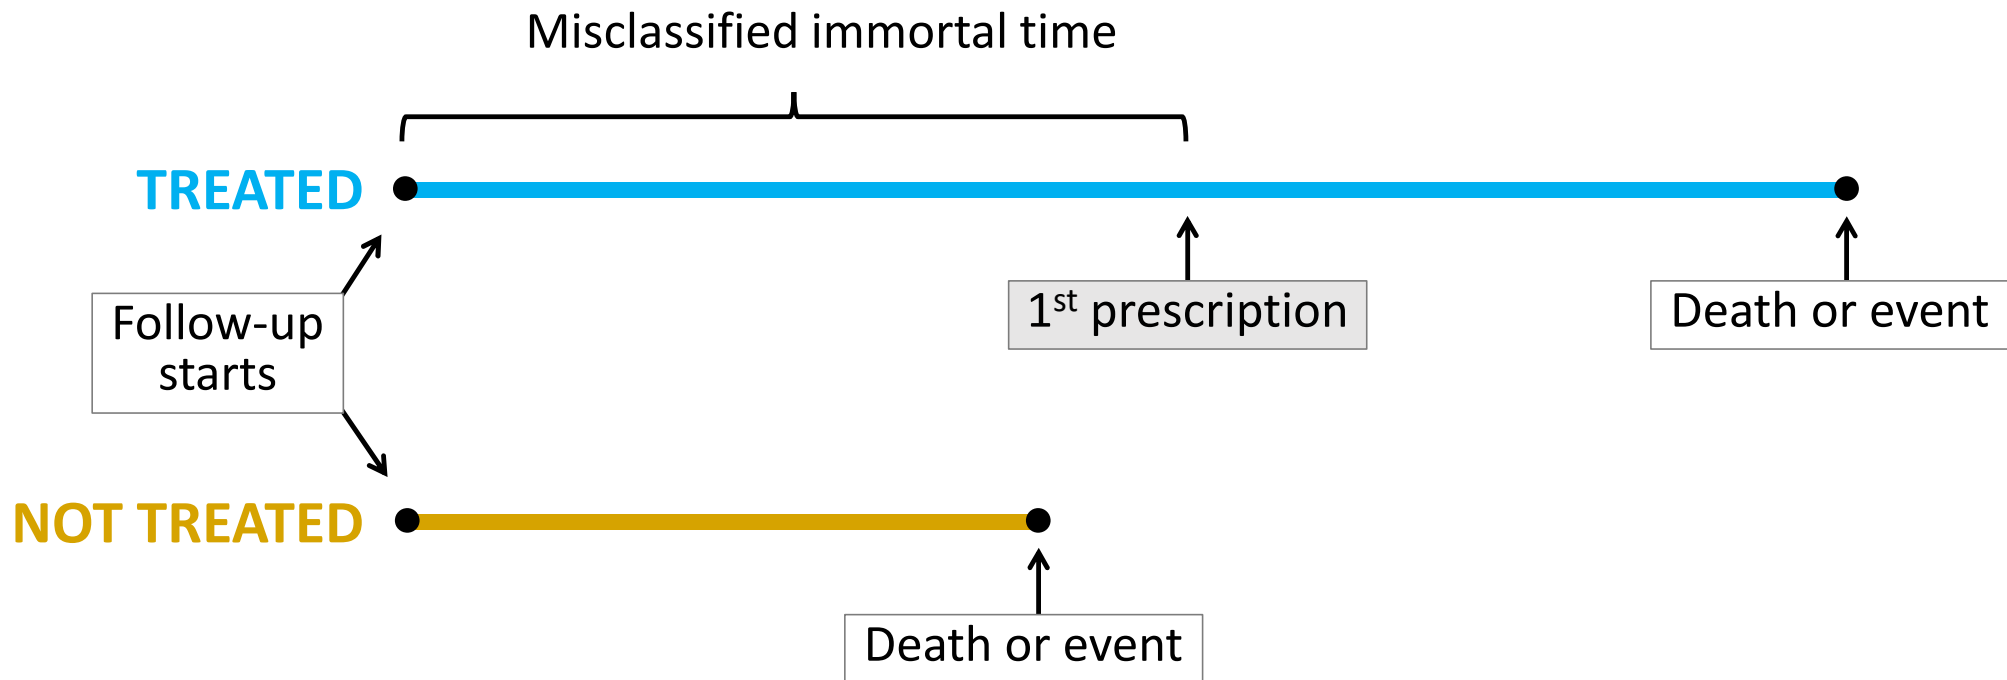 Misclassified immortal time
TREATED
Follow-up
starts
1st prescription
Death or event
NOT TREATED
Death or event